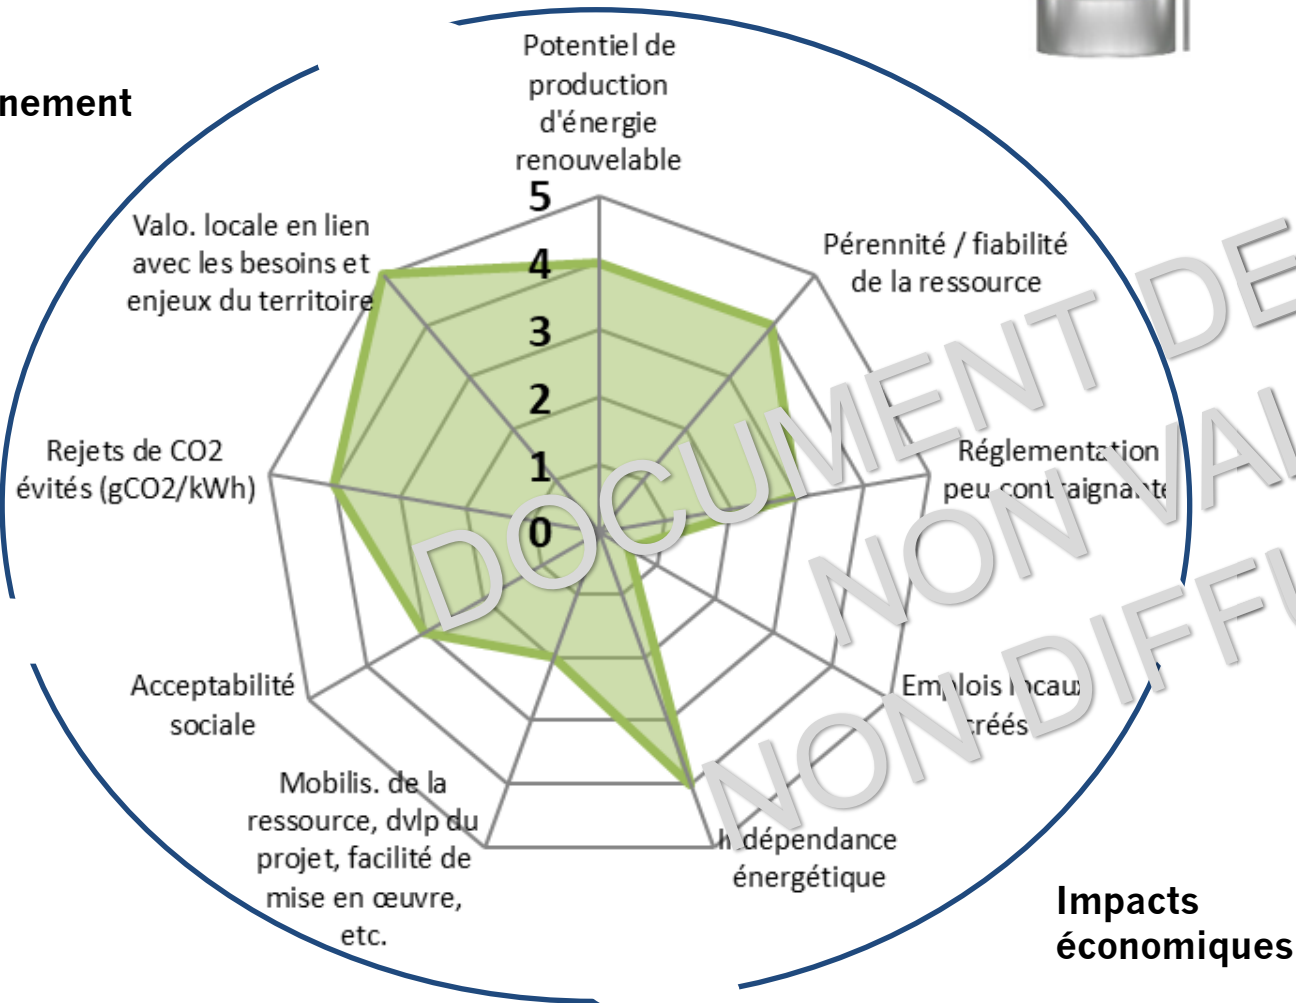 Potentiel de
production
d'énergie
renouvelable
nement
Valo. locale en lien
avec les besoins et
enjeux du territoire
Pérennité / fiabilité
de la ressource
5
4
3
2
1
0
Rejets de CO2
évités (gCO2/kWh)
Réglementation
peu contraignante
Acceptabilité
sociale
Emplois locaux
créés
Mobilis. de la
ressource, dvlp du
projet, facilité de
mise en œuvre,
etc.
Indépendance
énergétique
Impacts
économiques
DOCUMENT DE
NON VAL
NON DIFFU